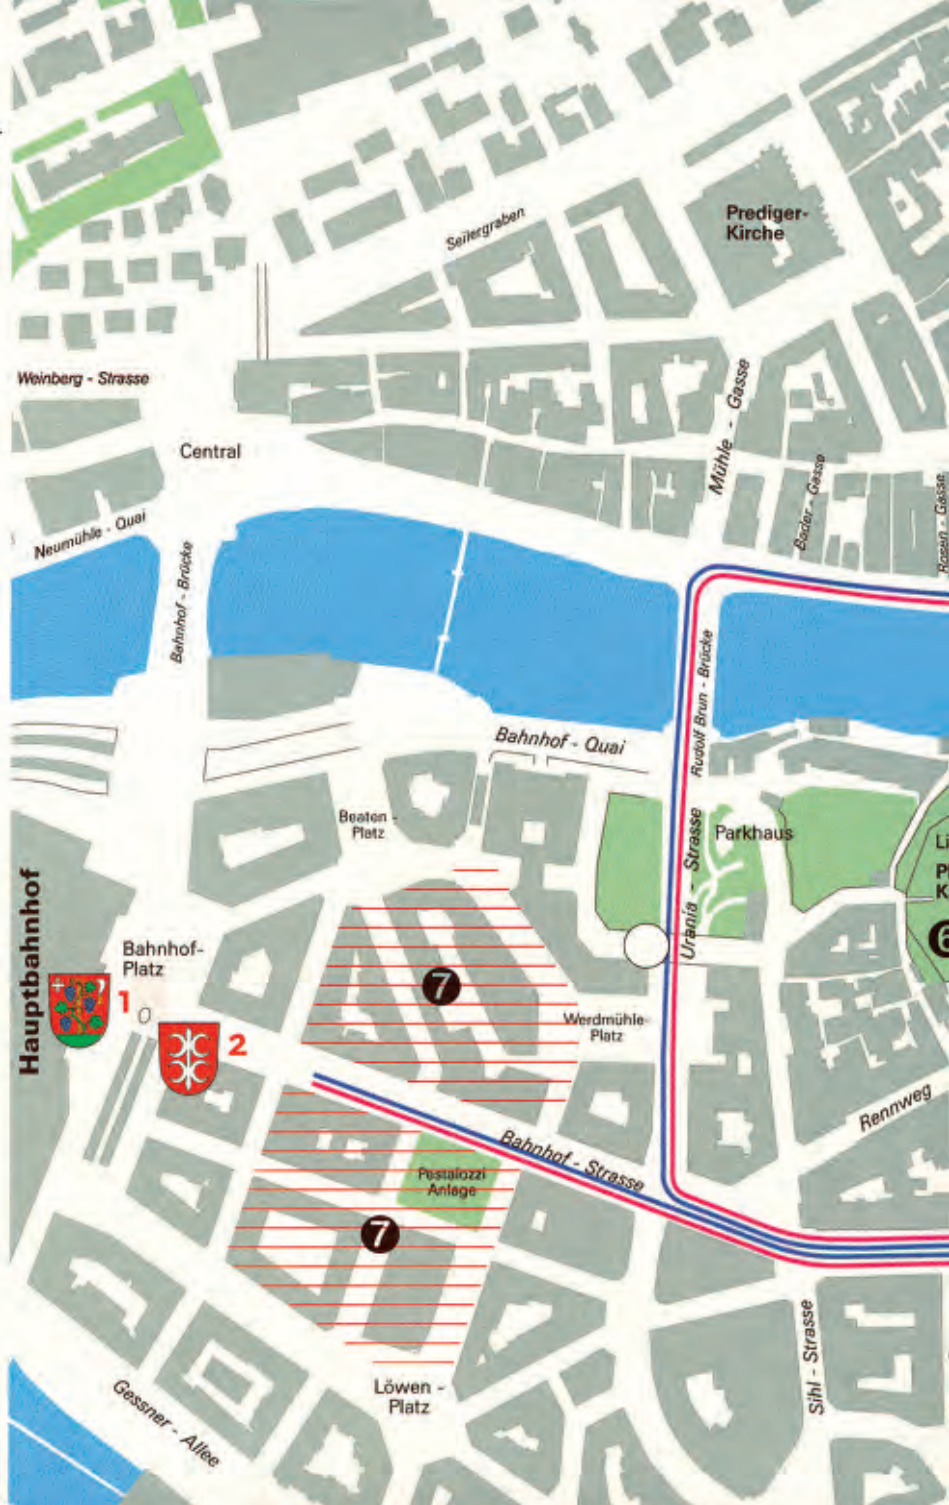 Seilergraben
Prediger-
Kirche
Weinberg - Strasse
Central
Mühle - Gasse
Bader - Gasse
Rosen - Gasse
Neumühle - Quai
Bahnhof - Brücke
Rudolf Brun - Brücke
Bahnhof - Quai
Beaten -
Platz
Urania - Strasse
Parkhaus
Li
K
6
Hauptbahnhof
Bahnhof-
Platz
1
2
7
Werdmühle-
Platz
Rennweg
Bahnhof - Strasse
Pestalozzi
Anlage
7
Löwen -
Platz
Sihl - Strasse
Gessner - Allee